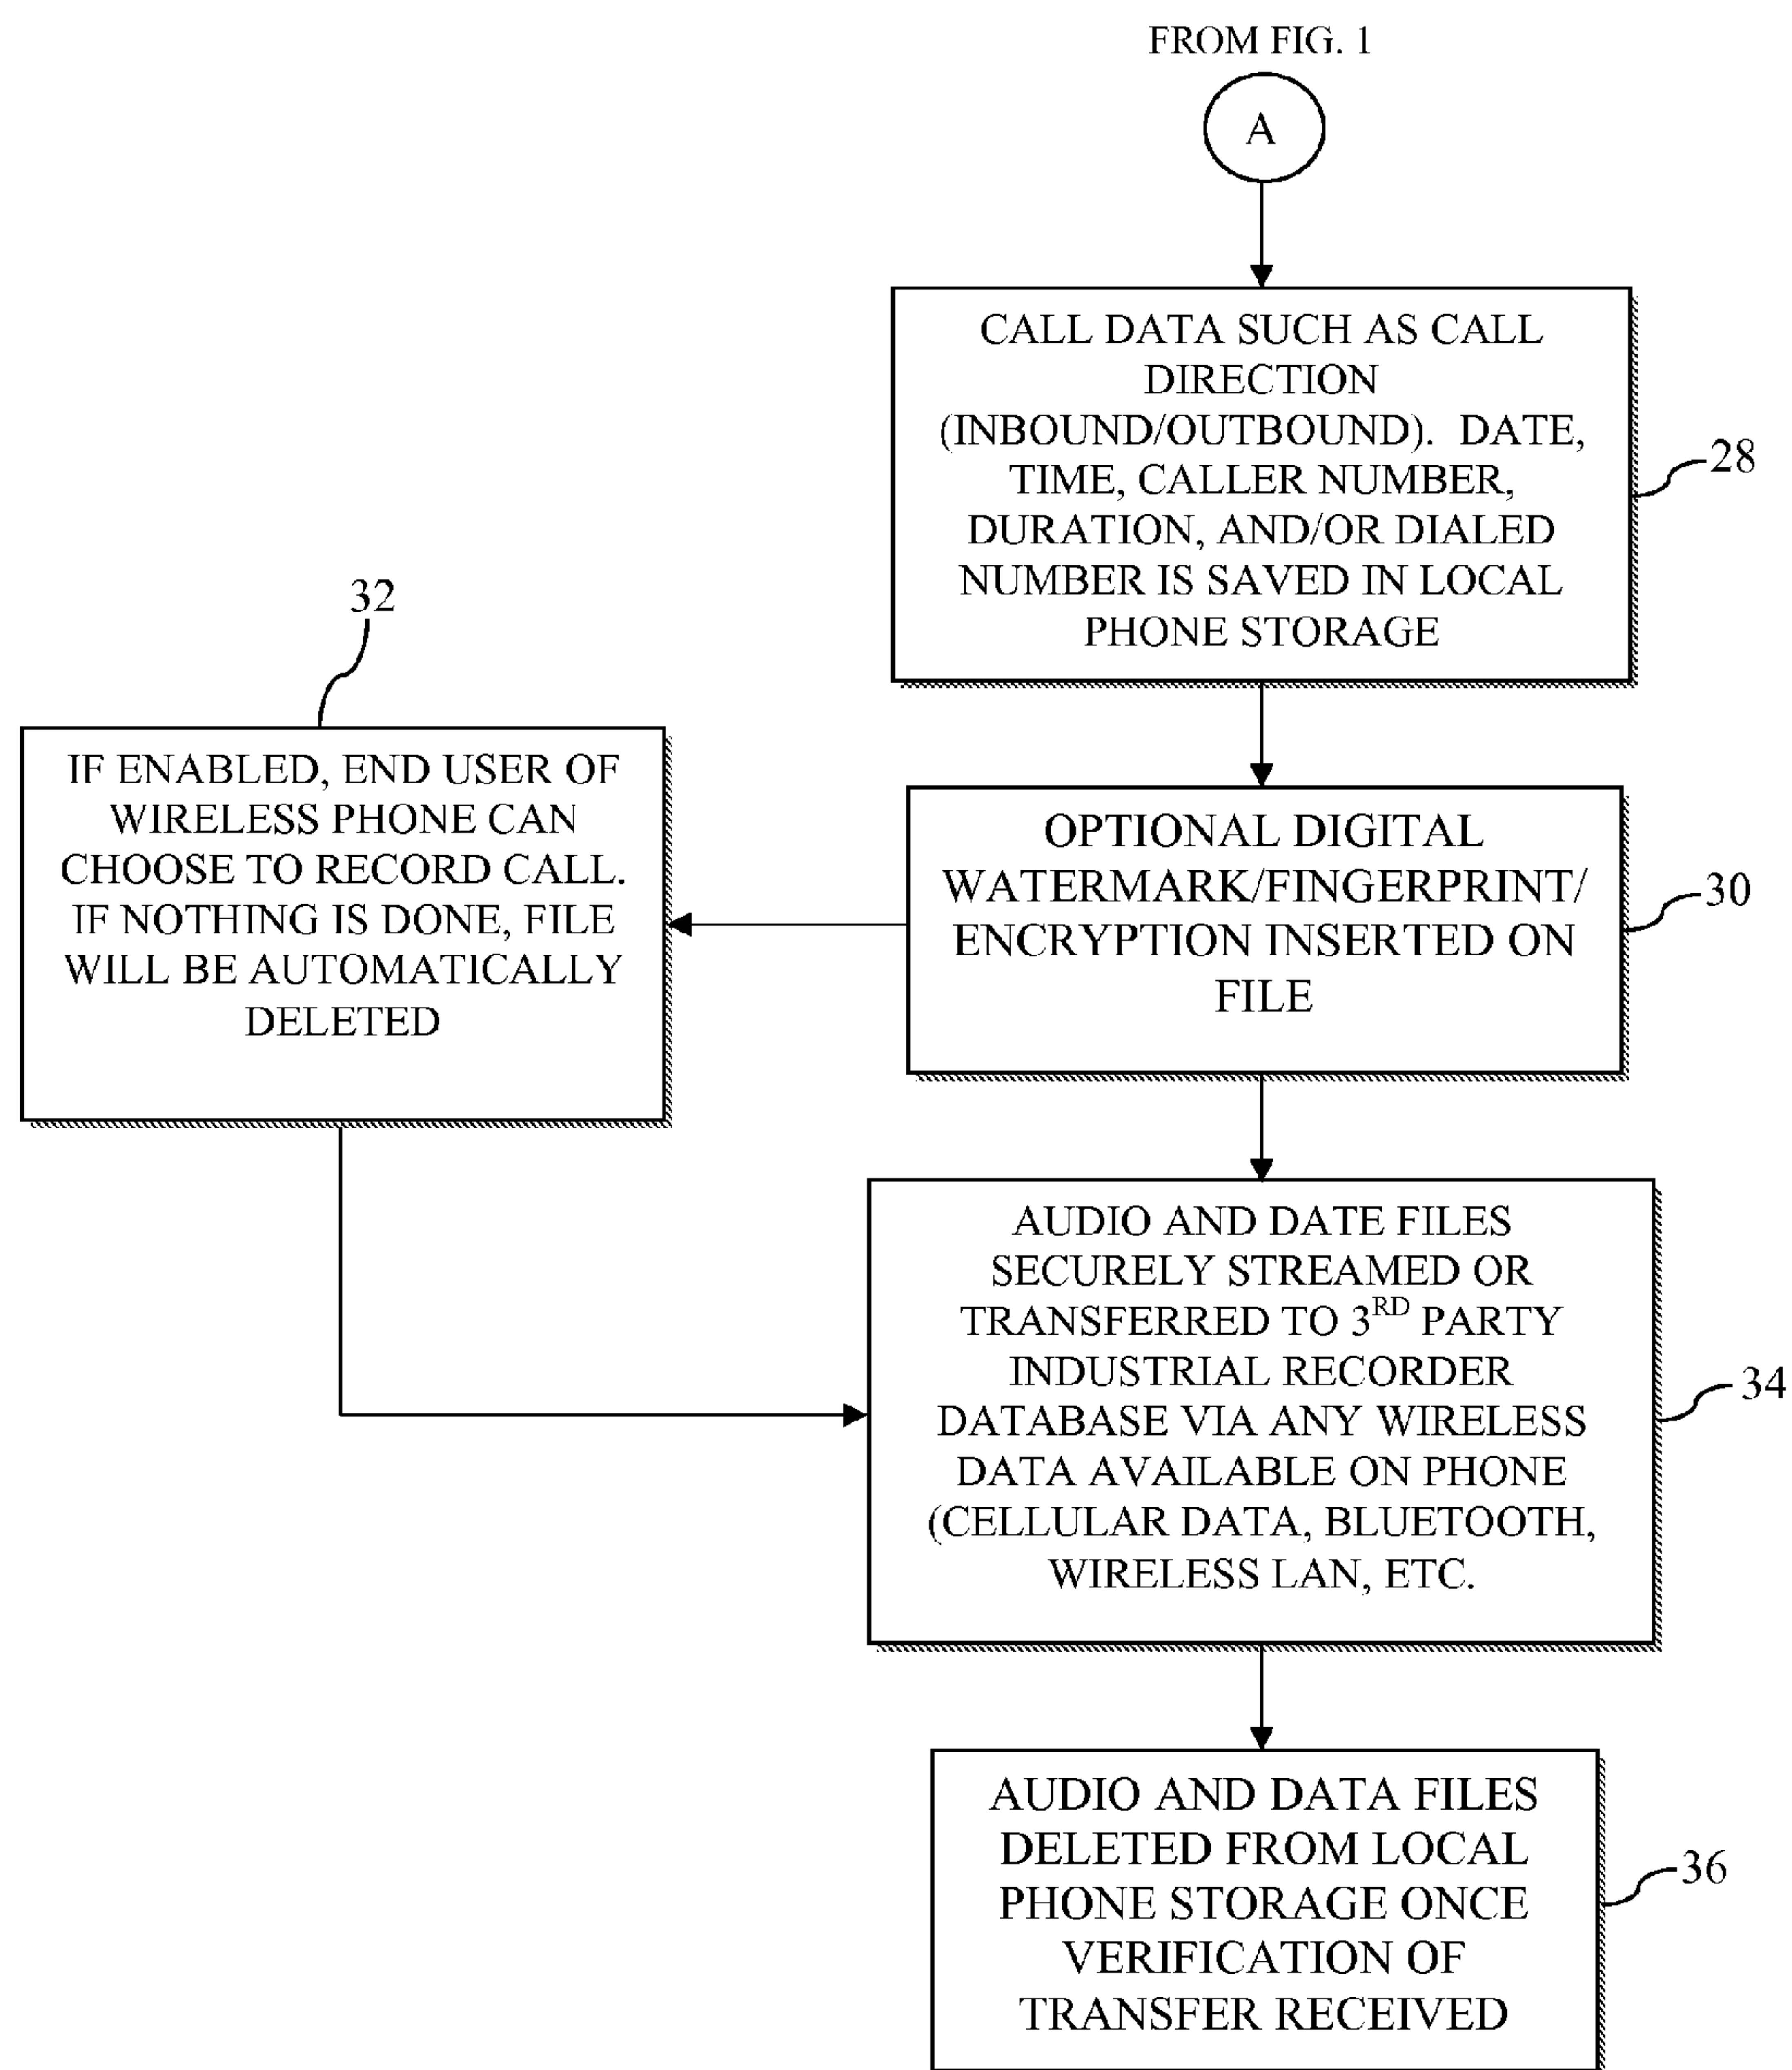 FROM FIG. 1
A
CALL DATA SUCH AS CALL
DIRECTION
(INBOUND/OUTBOUND). DATE,
TIME, CALLER NUMBER,
DURATION, AND/OR DIALED
NUMBER IS SAVED IN LOCAL
PHONE STORAGE
28
32
IF ENABLED, END USER OF
WIRELESS PHONE CAN
CHOOSE TO RECORD CALL.
IF NOTHING IS DONE, FILE
WILL BE AUTOMATICALLY
DELETED
OPTIONAL DIGITAL
WATERMARK/FINGERPRINT/
ENCRYPTION INSERTED ON
FILE
30
AUDIO AND DATE FILES
SECURELY STREAMED OR
TRANSFERRED TO 3RD PARTY
INDUSTRIAL RECORDER
DATABASE VIA ANY WIRELESS
DATA AVAILABLE ON PHONE
(CELLULAR DATA, BLUETOOTH,
WIRELESS LAN, ETC.
34
AUDIO AND DATA FILES
DELETED FROM LOCAL
PHONE STORAGE ONCE
VERIFICATION OF
TRANSFER RECEIVED
36